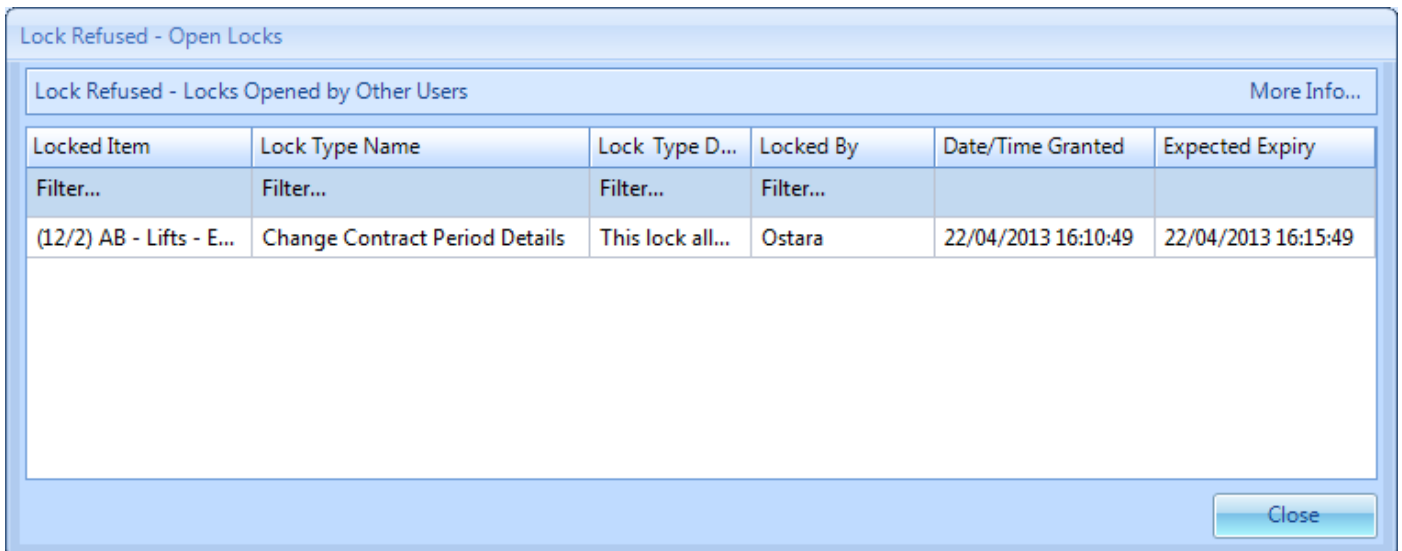 Lock Refused - Open Locks
Lock Refused - Locks Opened by Other Users More Info...
Locked Item Lock Type Name Lock Type D... Locked By Date/Time Granted Expected Expiry
Filter... Filter... Filter... Filter...
(12/2) AB - Lifts - E... Change Contract Period Details This lock all... Ostara 22/04/2013 16:10:49 22/04/2013 16:15:49
Close